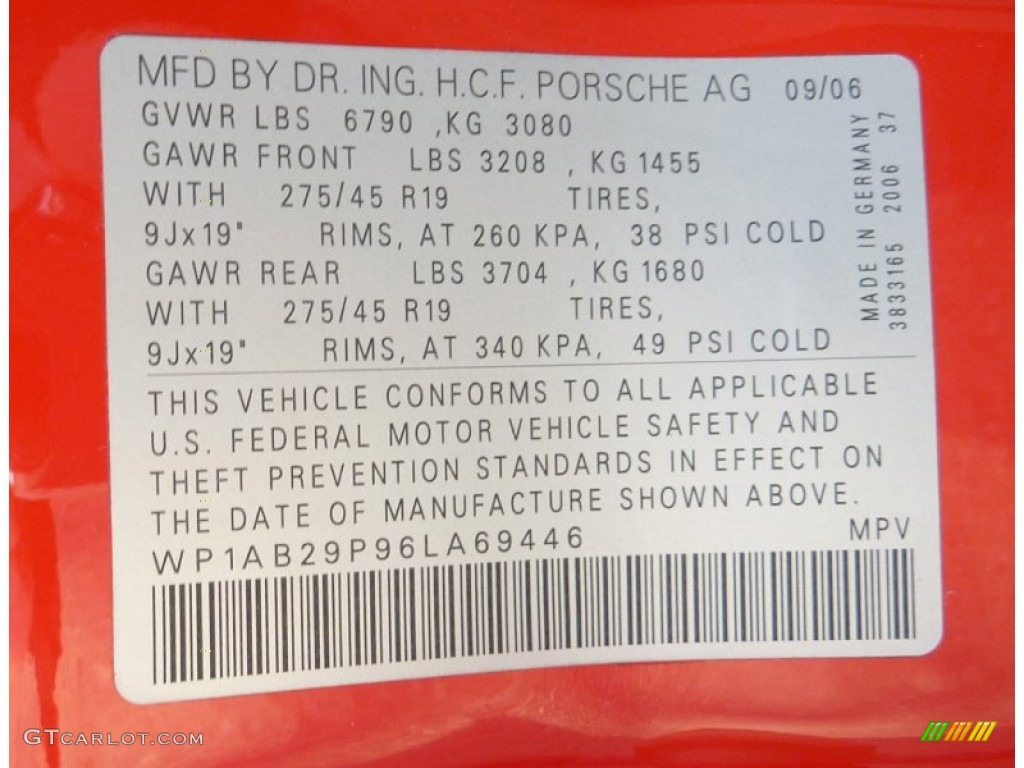 MFD BY DR. ING. H.C.F. PORSCHE AG 09/06
GVWR LBS 6790 ,KG 3080
GAWR FRONT LBS 3208 , KG 1455
WITH 275/45 R19 TIRES,
9Jx19" RIMS, AT 260 KPA, 38 PSI COLD
GAWR REAR LBS 3704 , KG 1680
WITH 275/45 R19 TIRES,
9Jx19" RIMS, AT 340 KPA, 49 PSI COLD
MADE IN GERMANY
3833165 2006 37
THIS VEHICLE CONFORMS TO ALL APPLICABLE
U.S. FEDERAL MOTOR VEHICLE SAFETY AND
THEFT PREVENTION STANDARDS IN EFFECT ON
THE DATE OF MANUFACTURE SHOWN ABOVE.
WP1AB29P96LA69446 MPV
GTCARLOT.COM